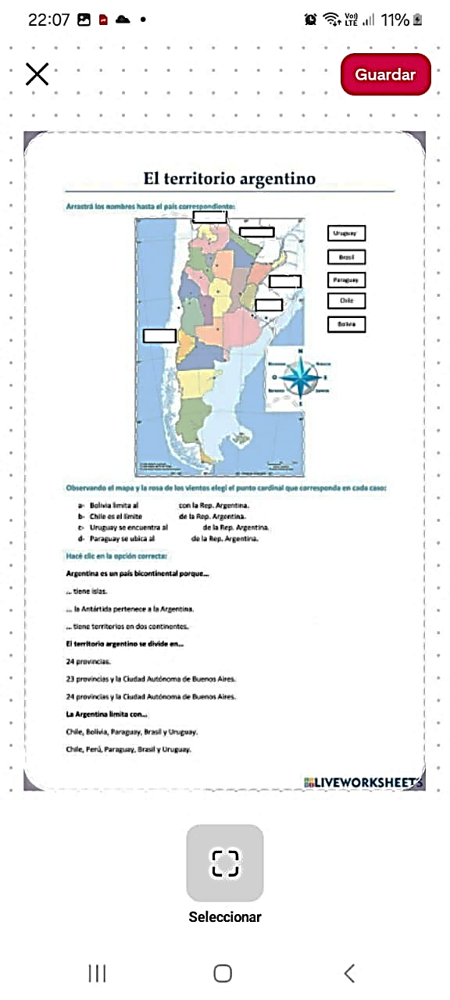 22:07
Vo))
LTE
11%
Guardar
El territorio argentino
Arrastrá los nombres hasta el país correspondiente:
Uruguay
Brasil
Paraguay
Chile
Bolivia
N
O
E
S
Observando el mapa y la rosa de los vientos elegí el punto cardinal que corresponda en cada caso:
a- Bolivia limita al con la Rep. Argentina.
b- Chile es el límite de la Rep. Argentina.
c- Uruguay se encuentra al de la Rep. Argentina.
d- Paraguay se ubica al de la Rep. Argentina.
Hacé clic en la opción correcta:
Argentina es un país bicontinental porque...
... tiene islas.
... la Antártida pertenece a la Argentina.
... tiene territorios en dos continentes.
El territorio argentino se divide en...
24 provincias.
23 provincias y la Ciudad Autónoma de Buenos Aires.
24 provincias y la Ciudad Autónoma de Buenos Aires.
La Argentina limita con...
Chile, Bolivia, Paraguay, Brasil y Uruguay.
Chile, Perú, Paraguay, Brasil y Uruguay.
LIVEWORKSHEETS
Seleccionar